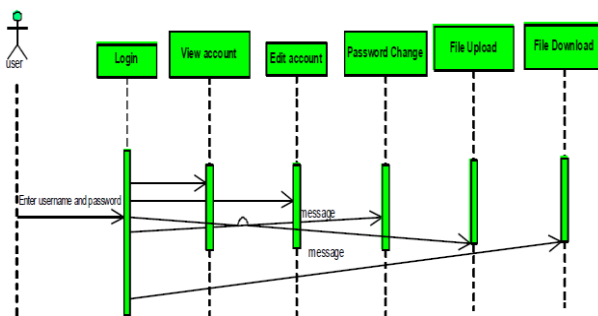 user
Login
View account
Edit account
Password Change
File Upload
File Download
Enter username and password
message
message